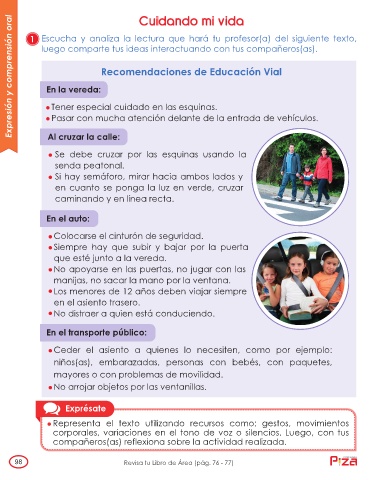 Expresión y comprensión oral
Cuidando mi vida
1 Escucha y analiza la lectura que hará tu profesor(a) del siguiente texto,
luego comparte tus ideas interactuando con tus compañeros(as).
Recomendaciones de Educación Vial
En la vereda:
• Tener especial cuidado en las esquinas.
• Pasar con mucha atención delante de la entrada de vehículos.
Al cruzar la calle:
• Se debe cruzar por las esquinas usando la
senda peatonal.
• Si hay semáforo, mirar hacia ambos lados y
en cuanto se ponga la luz en verde, cruzar
caminando y en línea recta.
En el auto:
• Colocarse el cinturón de seguridad.
• Siempre hay que subir y bajar por la puerta
que esté junto a la vereda.
• No apoyarse en las puertas, no jugar con las
manijas, no sacar la mano por la ventana.
• Los menores de 12 años deben viajar siempre
en el asiento trasero.
• No distraer a quien está conduciendo.
En el transporte público:
• Ceder el asiento a quienes lo necesiten, como por ejemplo:
niños(as), embarazadas, personas con bebés, con paquetes,
mayores o con problemas de movilidad.
• No arrojar objetos por las ventanillas.
Exprésate
• Representa el texto utilizando recursos como: gestos, movimientos
corporales, variaciones en el tono de voz o silencios. Luego, con tus
compañeros(as) reflexiona sobre la actividad realizada.
98
Revisa tu Libro de Área (pág. 76 - 77)